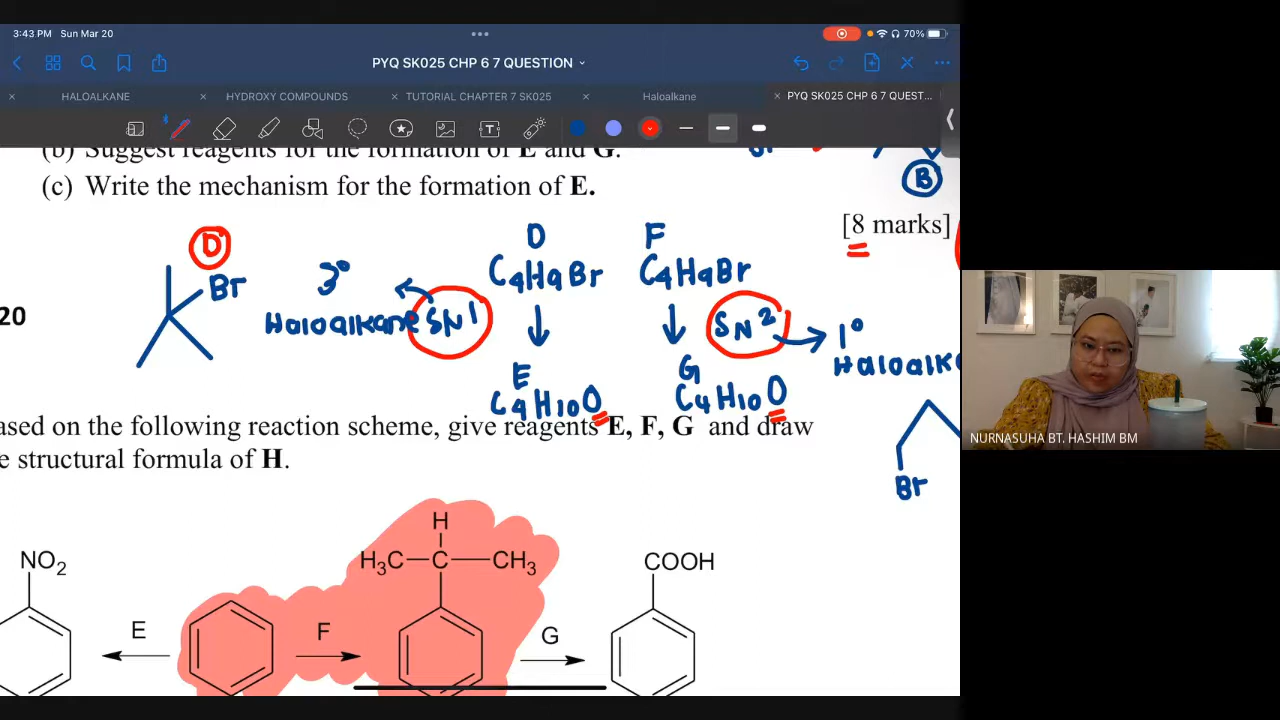 3:43 PM Sun Mar 20
70%
PYQ SK025 CHP 6 7 QUESTION
HALOALKANE
HYDROXY COMPOUNDS
TUTORIAL CHAPTER 7 SK025
Haloalkane
PYQ SK025 CHP 6 7 QUEST...
(b) Suggest reagents for the formation of E and G.
(c) Write the mechanism for the formation of E.
Br
B
[8 marks]
D
Br
3°
Haloalkane
SN1
D
C4H9Br
E
C4H10O
F
C4H9Br
SN2
G
C4H10O
1°
Haloalka
Br
20
ased on the following reaction scheme, give reagents E, F, G and draw
e structural formula of H.
NO2
E
F
H
H3C—C—CH3
G
COOH
NURNASUHA BT. HASHIM BM